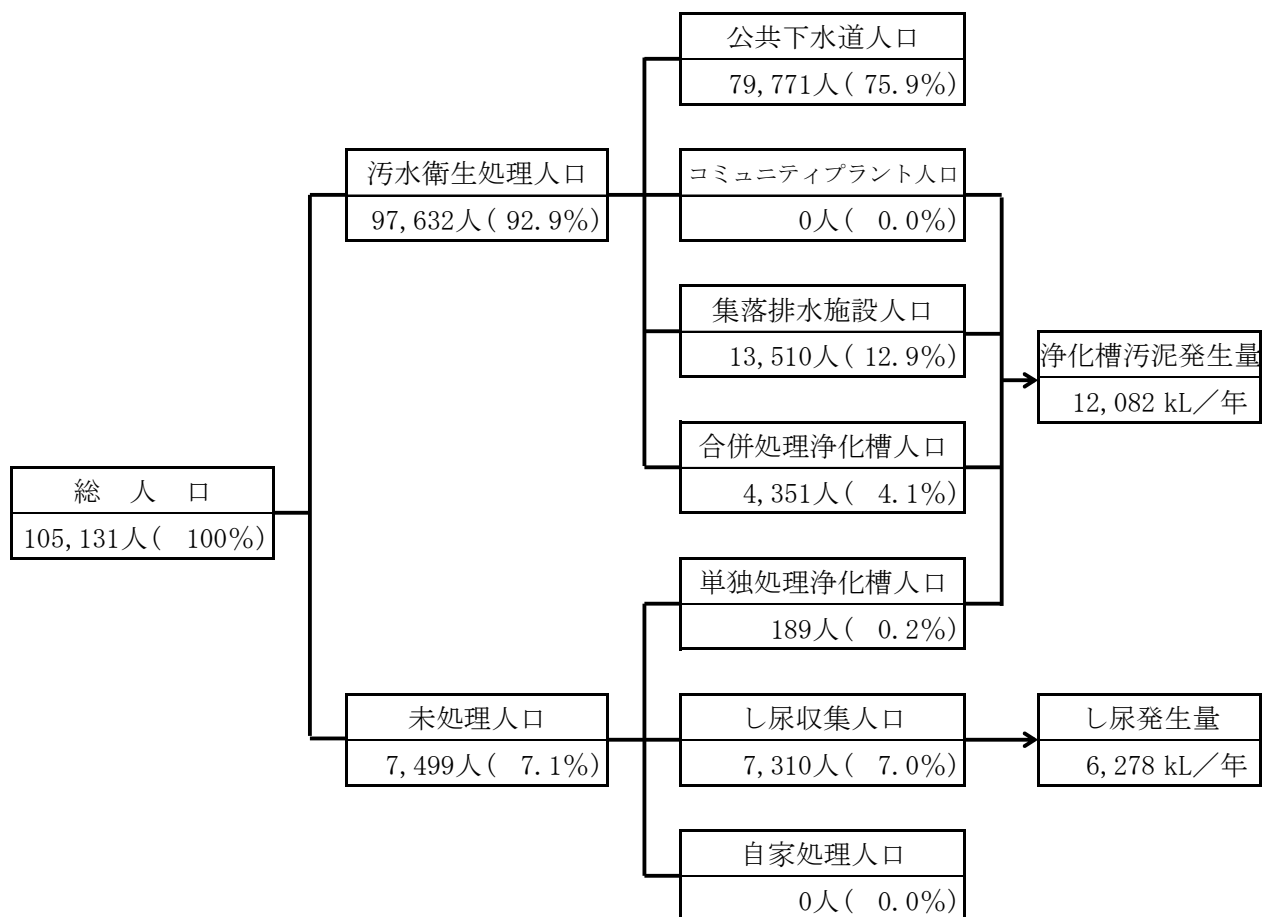 公共下水道人口
79,771人( 75.9%)
汚水衛生処理人口
97,632人( 92.9%)
コミュニティプラント人口
0人( 0.0%)
集落排水施設人口
13,510人( 12.9%)
浄化槽汚泥発生量
12,082 kL／年
合併処理浄化槽人口
4,351人( 4.1%)
総 人 口
105,131人( 100%)
単独処理浄化槽人口
189人( 0.2%)
未処理人口
7,499人( 7.1%)
し尿収集人口
7,310人( 7.0%)
し尿発生量
6,278 kL／年
自家処理人口
0人( 0.0%)